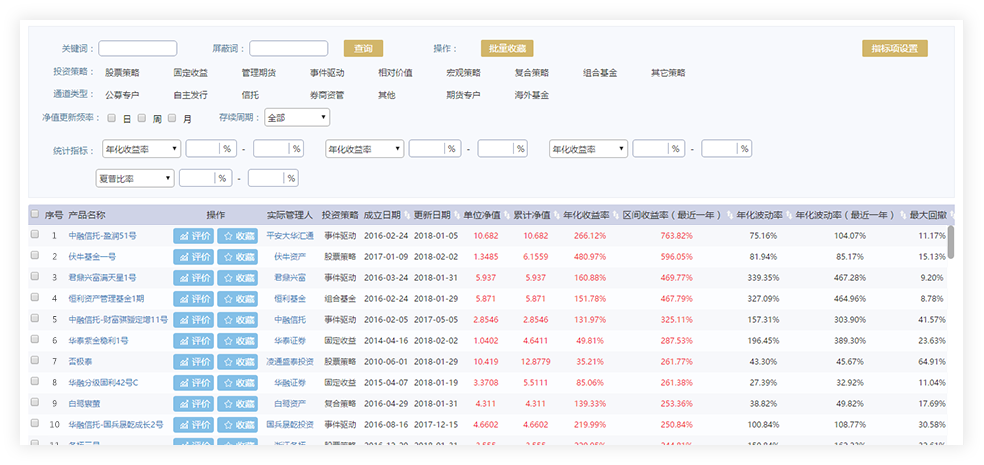 关键词： 屏蔽词： 查询 操作： 批量收藏 指标项设置
投资策略： 股票策略 固定收益 管理期货 事件驱动 相对价值 宏观策略 复合策略 组合基金 其它策略
通道类型： 公募专户 自主发行 信托 券商资管 其他 期货专户 海外基金
净值更新频率： 日 周 月 存续周期： 全部
统计指标： 年化收益率 % - % 年化收益率 % - % 年化收益率 % - %
夏普比率 % - %
序号 产品名称 操作 实际管理人 投资策略 成立日期 更新日期 单位净值 累计净值 年化收益率 区间收益率（最近一年） 年化波动率 年化波动率（最近一年） 最大回撤
1 中融信托-盈润51号 评价 收藏 平安大华汇通 事件驱动 2016-02-24 2018-01-05 10.682 10.682 266.12% 763.82% 75.16% 104.07% 11.17%
2 伏牛基金一号 评价 收藏 伏牛资产 股票策略 2017-01-09 2018-02-02 1.3485 6.1559 480.97% 596.05% 81.94% 85.17% 15.13%
3 君鼎兴富满天星1号 评价 收藏 君鼎兴富 事件驱动 2016-03-24 2018-01-31 5.937 5.937 160.88% 469.77% 339.35% 467.28% 9.20%
4 恒利资产管理基金1期 评价 收藏 恒利基金 组合基金 2016-02-24 2018-01-29 5.871 5.871 151.78% 467.79% 327.09% 464.96% 8.78%
5 中融信托-财富骐骏定增11号 评价 收藏 中融信托 事件驱动 2016-02-05 2017-05-05 2.8546 2.8546 131.97% 325.11% 157.31% 303.90% 41.57%
6 华泰紫金稳利1号 评价 收藏 华泰证券 固定收益 2014-04-16 2018-02-02 1.0402 4.6411 49.81% 287.53% 196.45% 389.30% 23.63%
7 否极泰 评价 收藏 凌通盛泰投资 股票策略 2010-06-01 2018-01-29 10.419 12.8779 35.21% 261.77% 43.30% 45.67% 64.91%
8 华融分级固利42号C 评价 收藏 华融证券 固定收益 2015-04-07 2018-01-19 3.3708 5.5111 85.06% 261.38% 27.39% 32.92% 11.04%
9 白鹭 评价 收藏 白鹭资产 复合策略 2016-04-29 2018-01-31 4.311 4.311 139.33% 253.36% 38.82% 49.82% 17.69%
10 中融信托-国兵晟乾成长2号 评价 收藏 国兵晟乾投资 事件驱动 2016-08-16 2017-12-15 4.6602 4.6602 219.99% 250.84% 100.84% 108.77% 30.58%